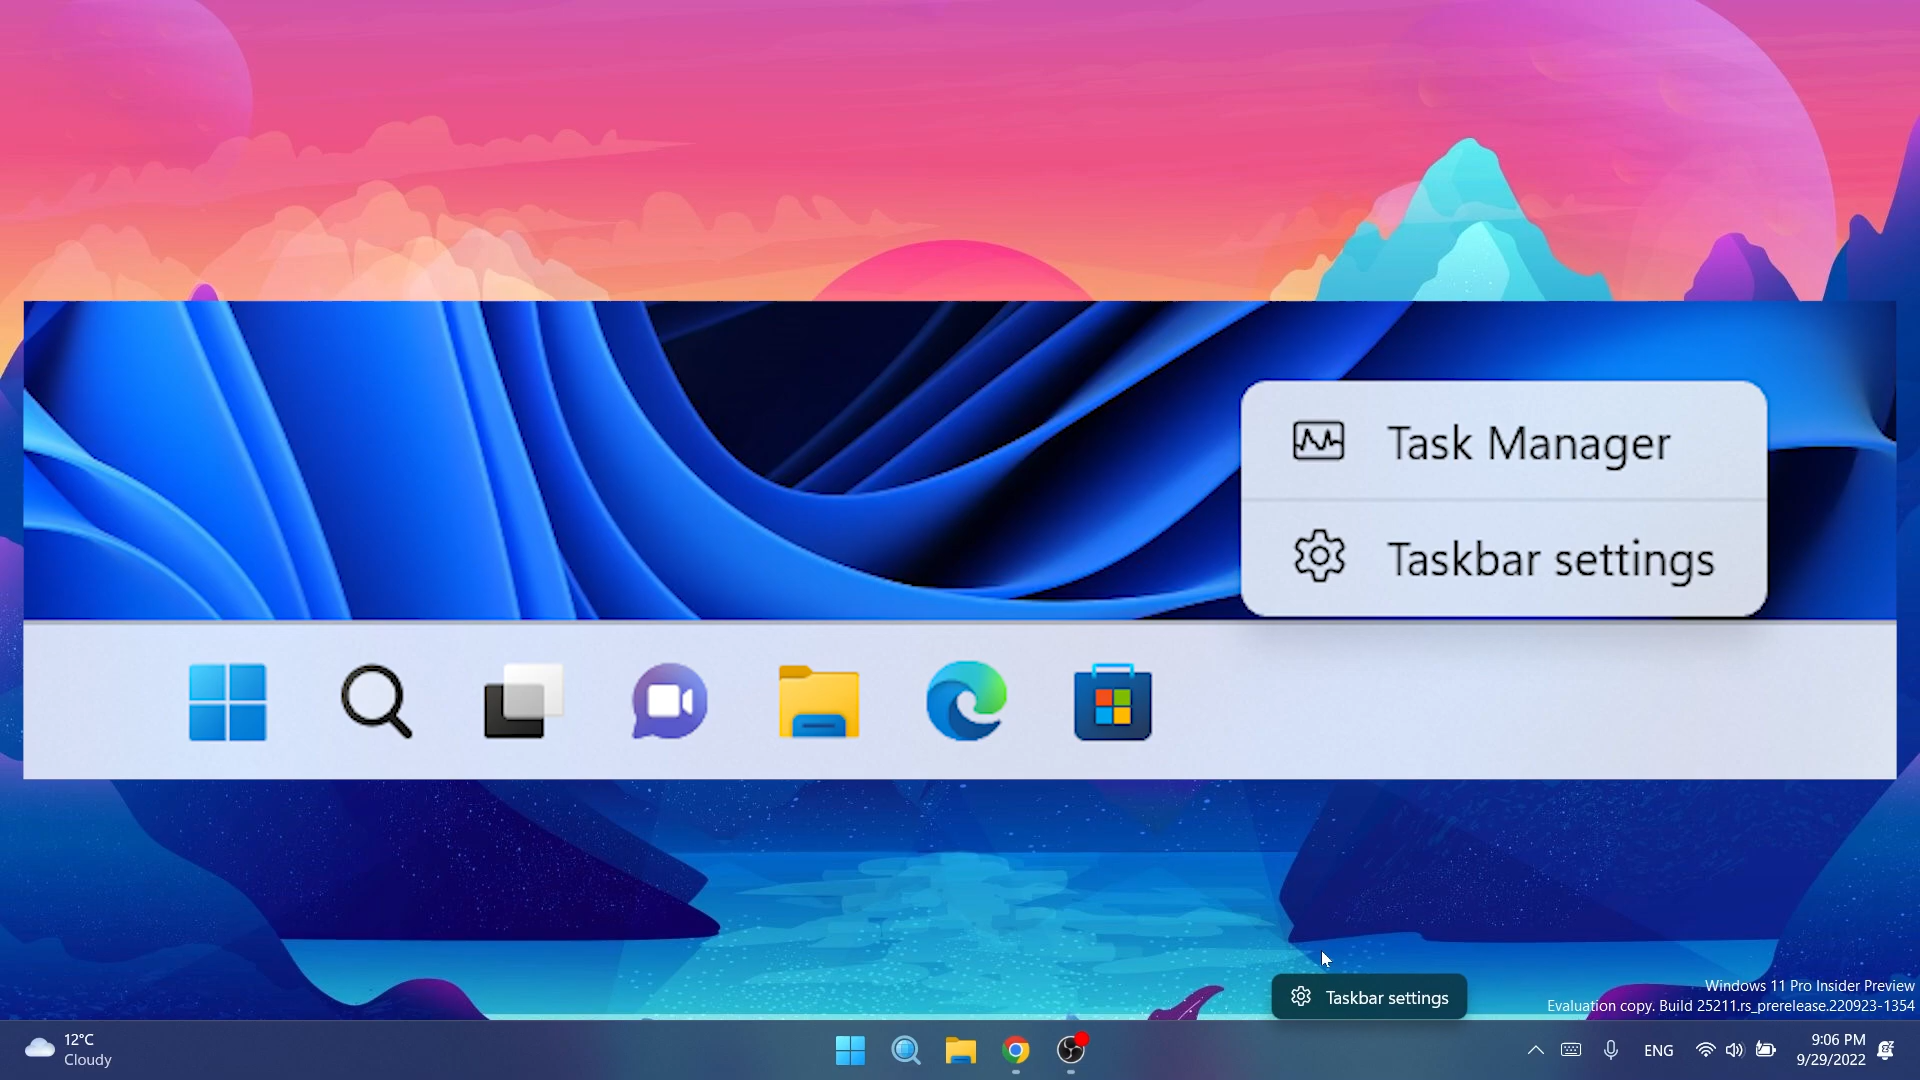 Task Manager
Taskbar settings
Taskbar settings
Windows 11 Pro Insider Preview
Evaluation copy. Build 25211.rs_prerelease.220923-1354
12°C
Cloudy
ENG
9:06 PM
9/29/2022